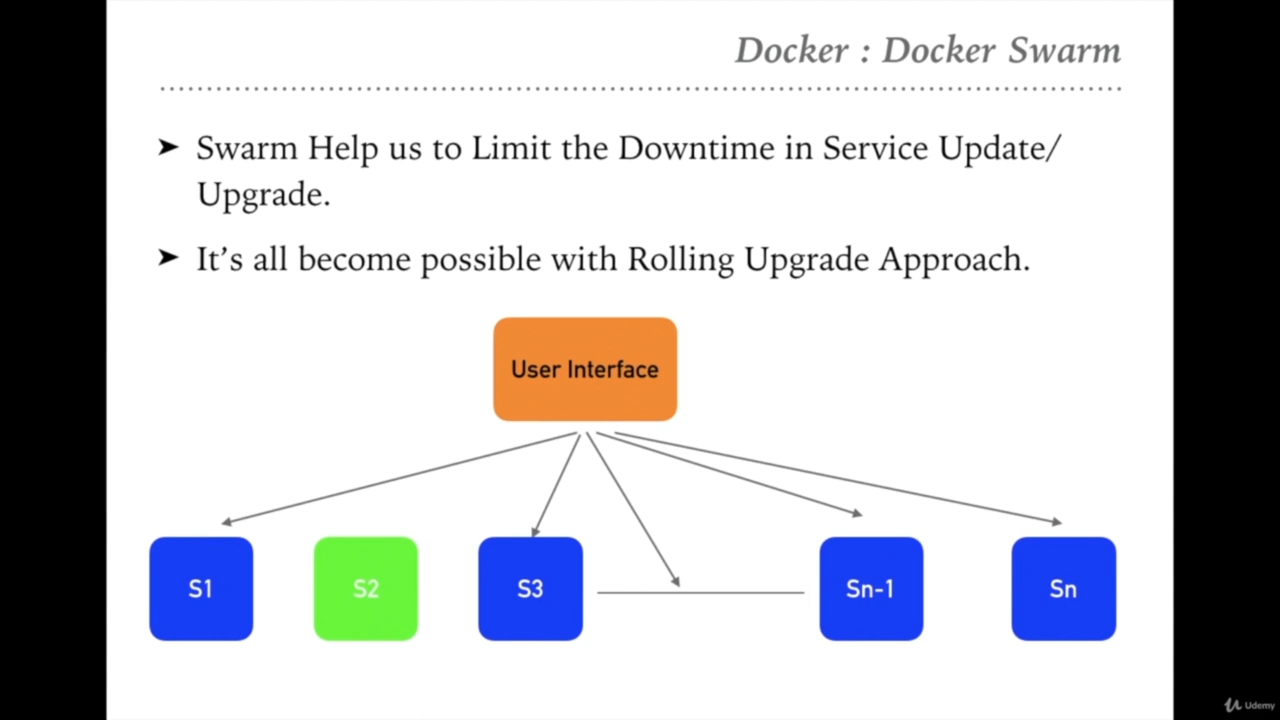 Docker : Docker Swarm
➤ Swarm Help us to Limit the Downtime in Service Update/
Upgrade.
➤ It’s all become possible with Rolling Upgrade Approach.
User Interface
S1
S2
S3
Sn-1
Sn
Udemy